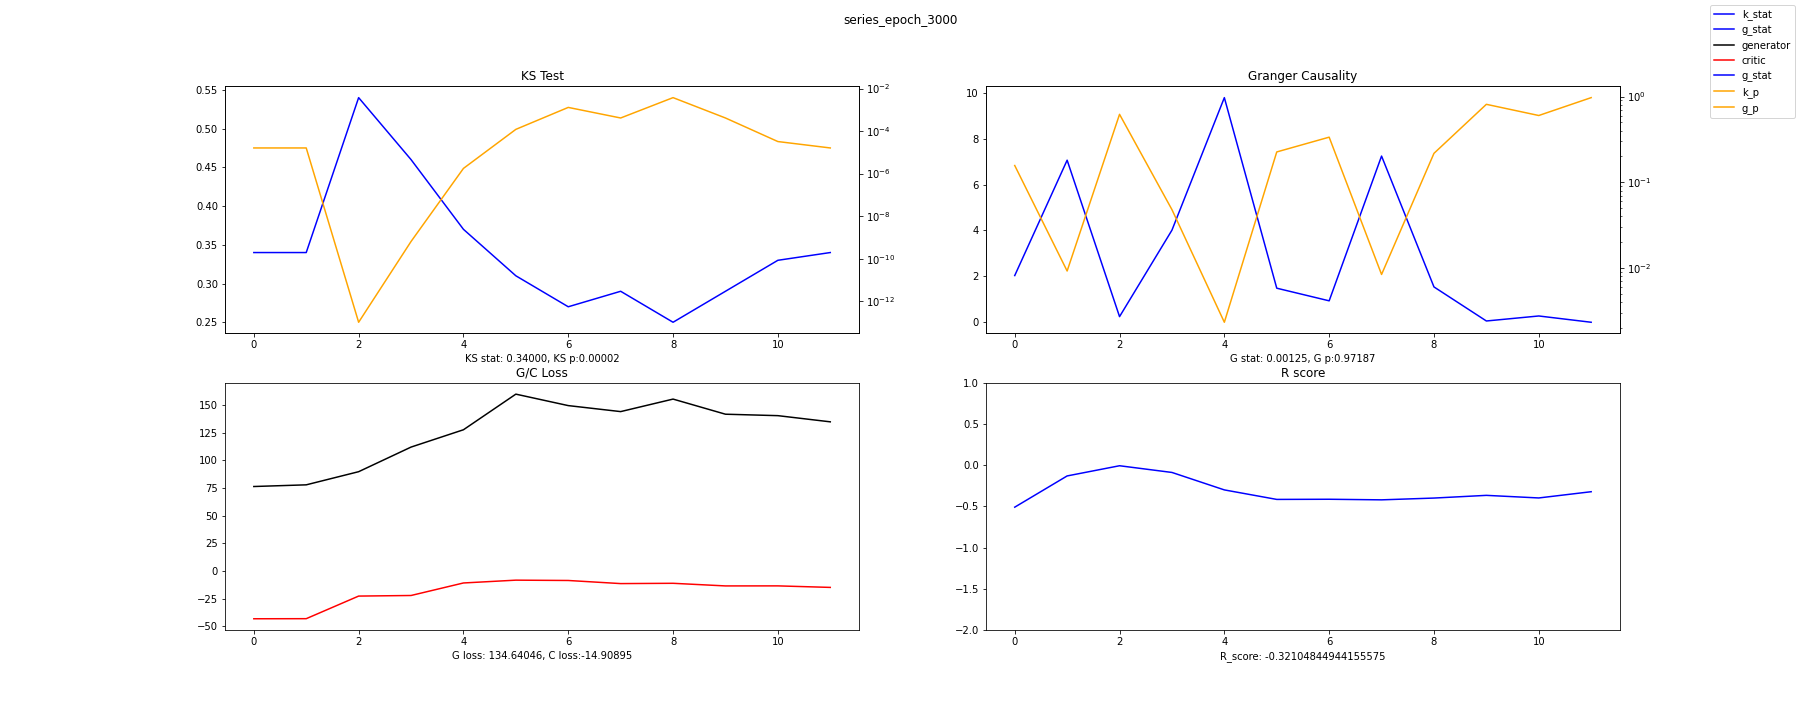 series_epoch_3000
k_stat
g_stat
generator
critic
g_stat
k_p
g_p
KS Test
0.55
0.50
0.45
0.40
0.35
0.30
0.25
10⁻²
10⁻⁴
10⁻⁶
10⁻⁸
10⁻¹⁰
10⁻¹²
0 2 4 6 8 10
KS stat: 0.34000, KS p:0.00002
Granger Causality
10
8
6
4
2
0
10⁰
10⁻¹
10⁻²
0 2 4 6 8 10
G stat: 0.00125, G p:0.97187
G/C Loss
150
125
100
75
50
25
0
−25
−50
0 2 4 6 8 10
G loss: 134.64046, C loss:-14.90895
R score
1.0
0.5
0.0
−0.5
−1.0
−1.5
−2.0
0 2 4 6 8 10
R_score: -0.32104844944155575